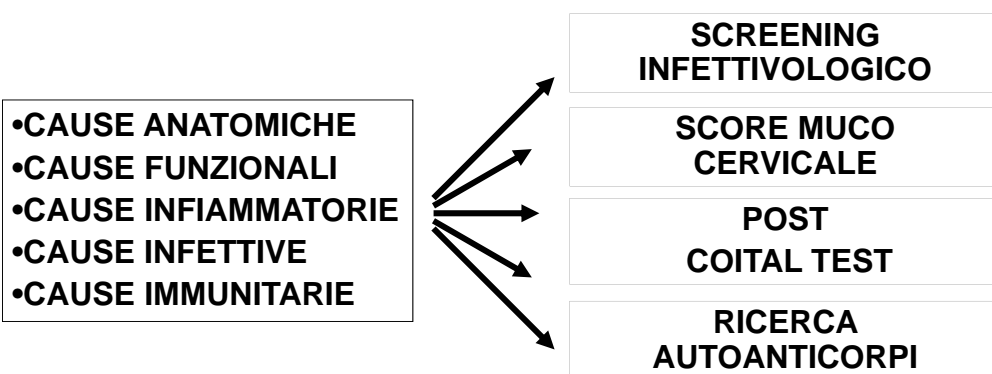 •CAUSE ANATOMICHE
•CAUSE FUNZIONALI
•CAUSE INFIAMMATORIE
•CAUSE INFETTIVE
•CAUSE IMMUNITARIE
SCREENING
INFETTIVOLOGICO
SCORE MUCO
CERVICALE
POST
COITAL TEST
RICERCA
AUTOANTICORPI